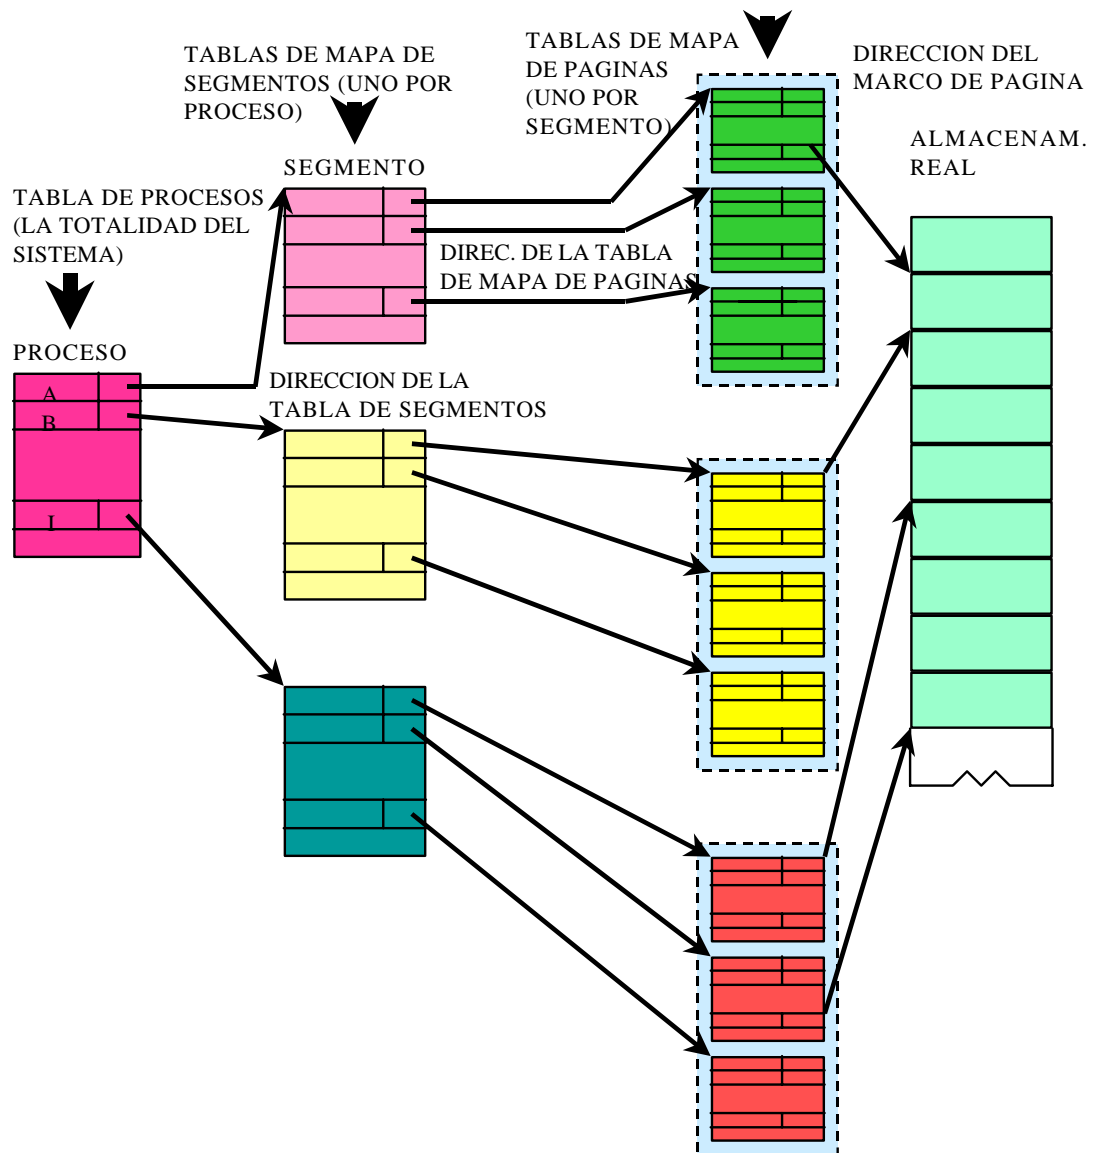 TABLAS DE MAPA DE
SEGMENTOS (UNO POR
PROCESO)
TABLAS DE MAPA
DE PAGINAS
(UNO POR
SEGMENTO)
DIRECCION DEL
MARCO DE PAGINA
ALMACENAM.
REAL
SEGMENTO
TABLA DE PROCESOS
(LA TOTALIDAD DEL
SISTEMA)
DIREC. DE LA TABLA
DE MAPA DE PAGINAS
PROCESO
A
B
I
DIRECCION DE LA
TABLA DE SEGMENTOS